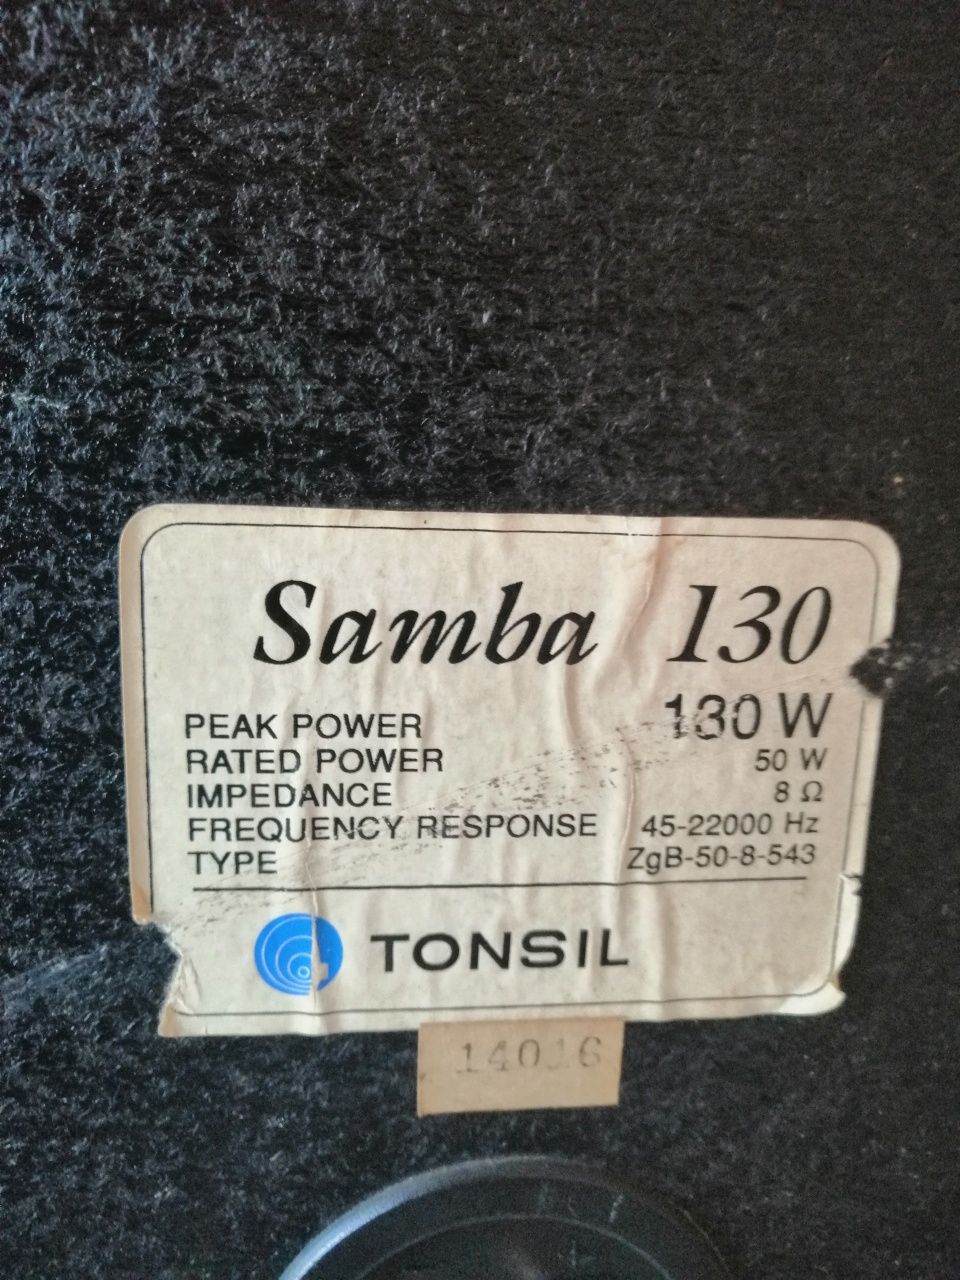 Samba 130
PEAK POWER 130 W
RATED POWER 50 W
IMPEDANCE 8 Ω
FREQUENCY RESPONSE 45-22000 Hz
TYPE ZgB-50-8-543
TONSIL
14016